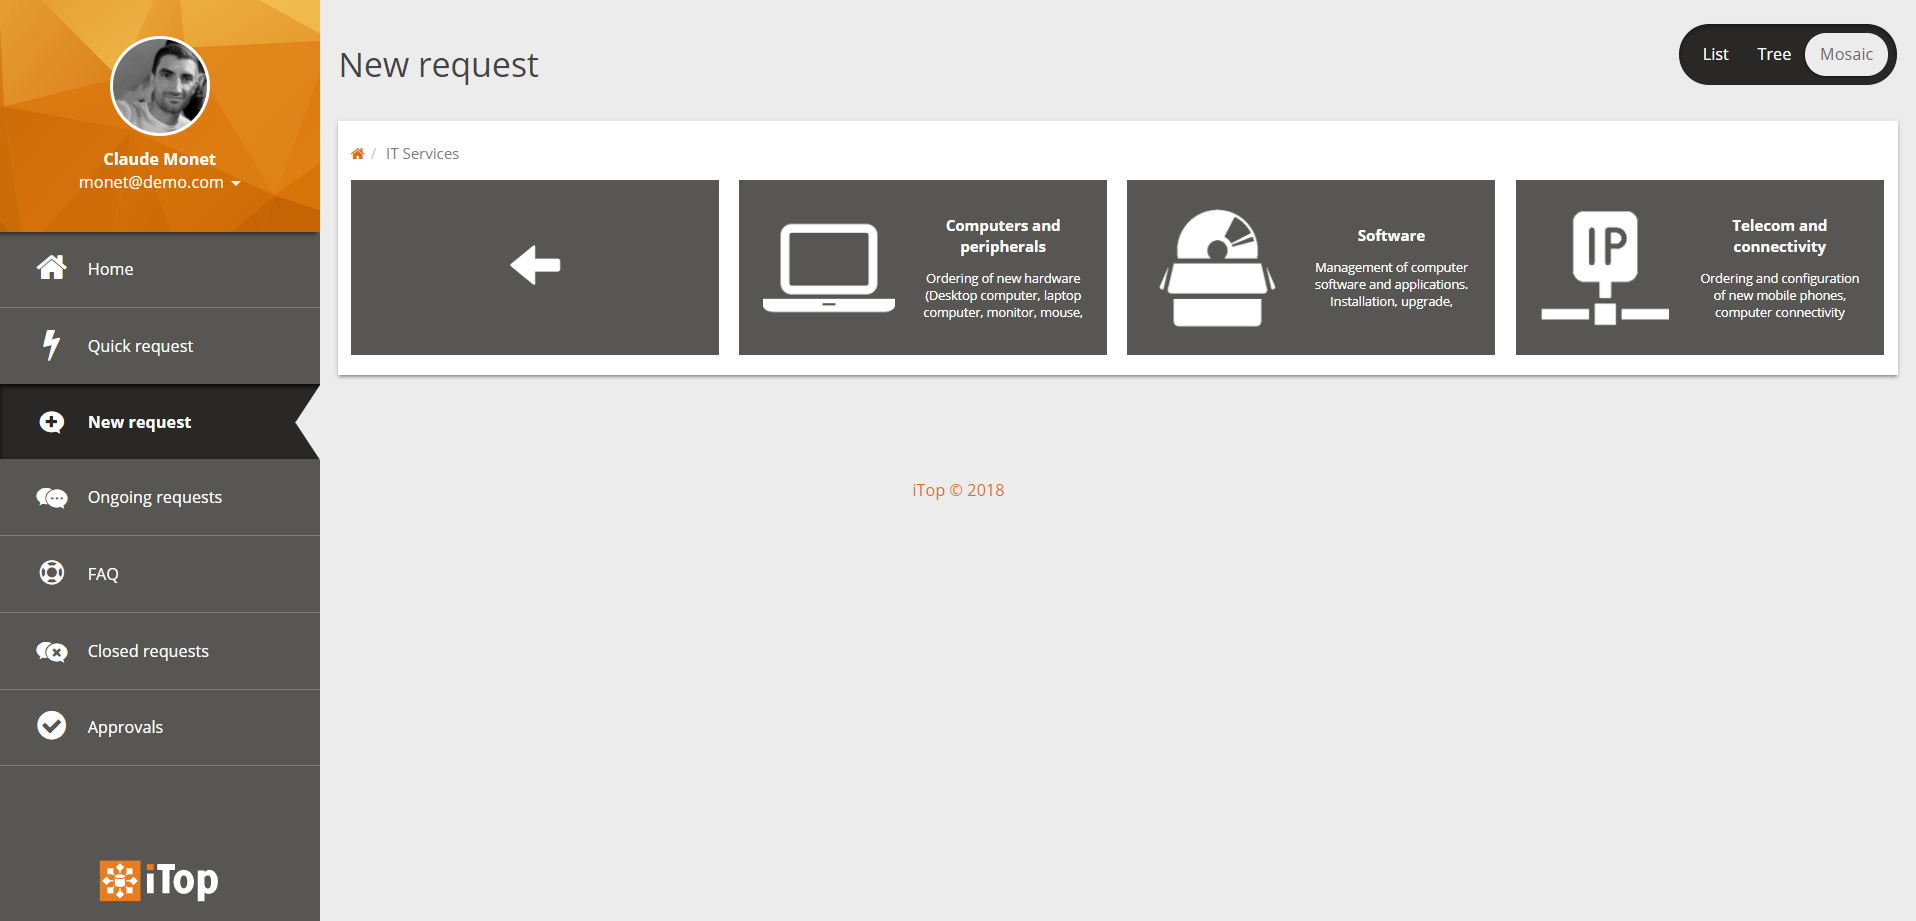 Claude Monet
monet@demo.com
Home
Quick request
New request
Ongoing requests
FAQ
Closed requests
Approvals
iTop
New request
List Tree Mosaic
/ IT Services
Computers and
peripherals
Ordering of new hardware
(Desktop computer, laptop
computer, monitor, mouse,
Software
Management of computer
software and applications.
Installation, upgrade,
IP
Telecom and
connectivity
Ordering and configuration
of new mobile phones,
computer connectivity
iTop © 2018